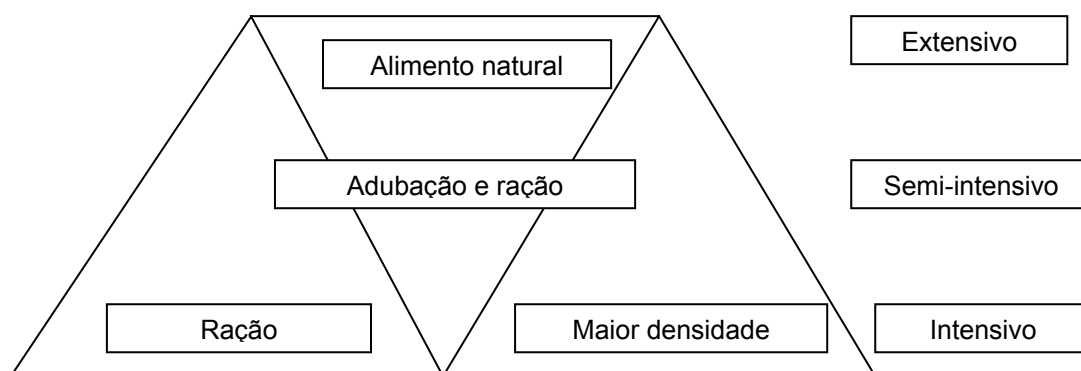 Alimento natural
Extensivo
Adubação e ração
Semi-intensivo
Ração
Maior densidade
Intensivo